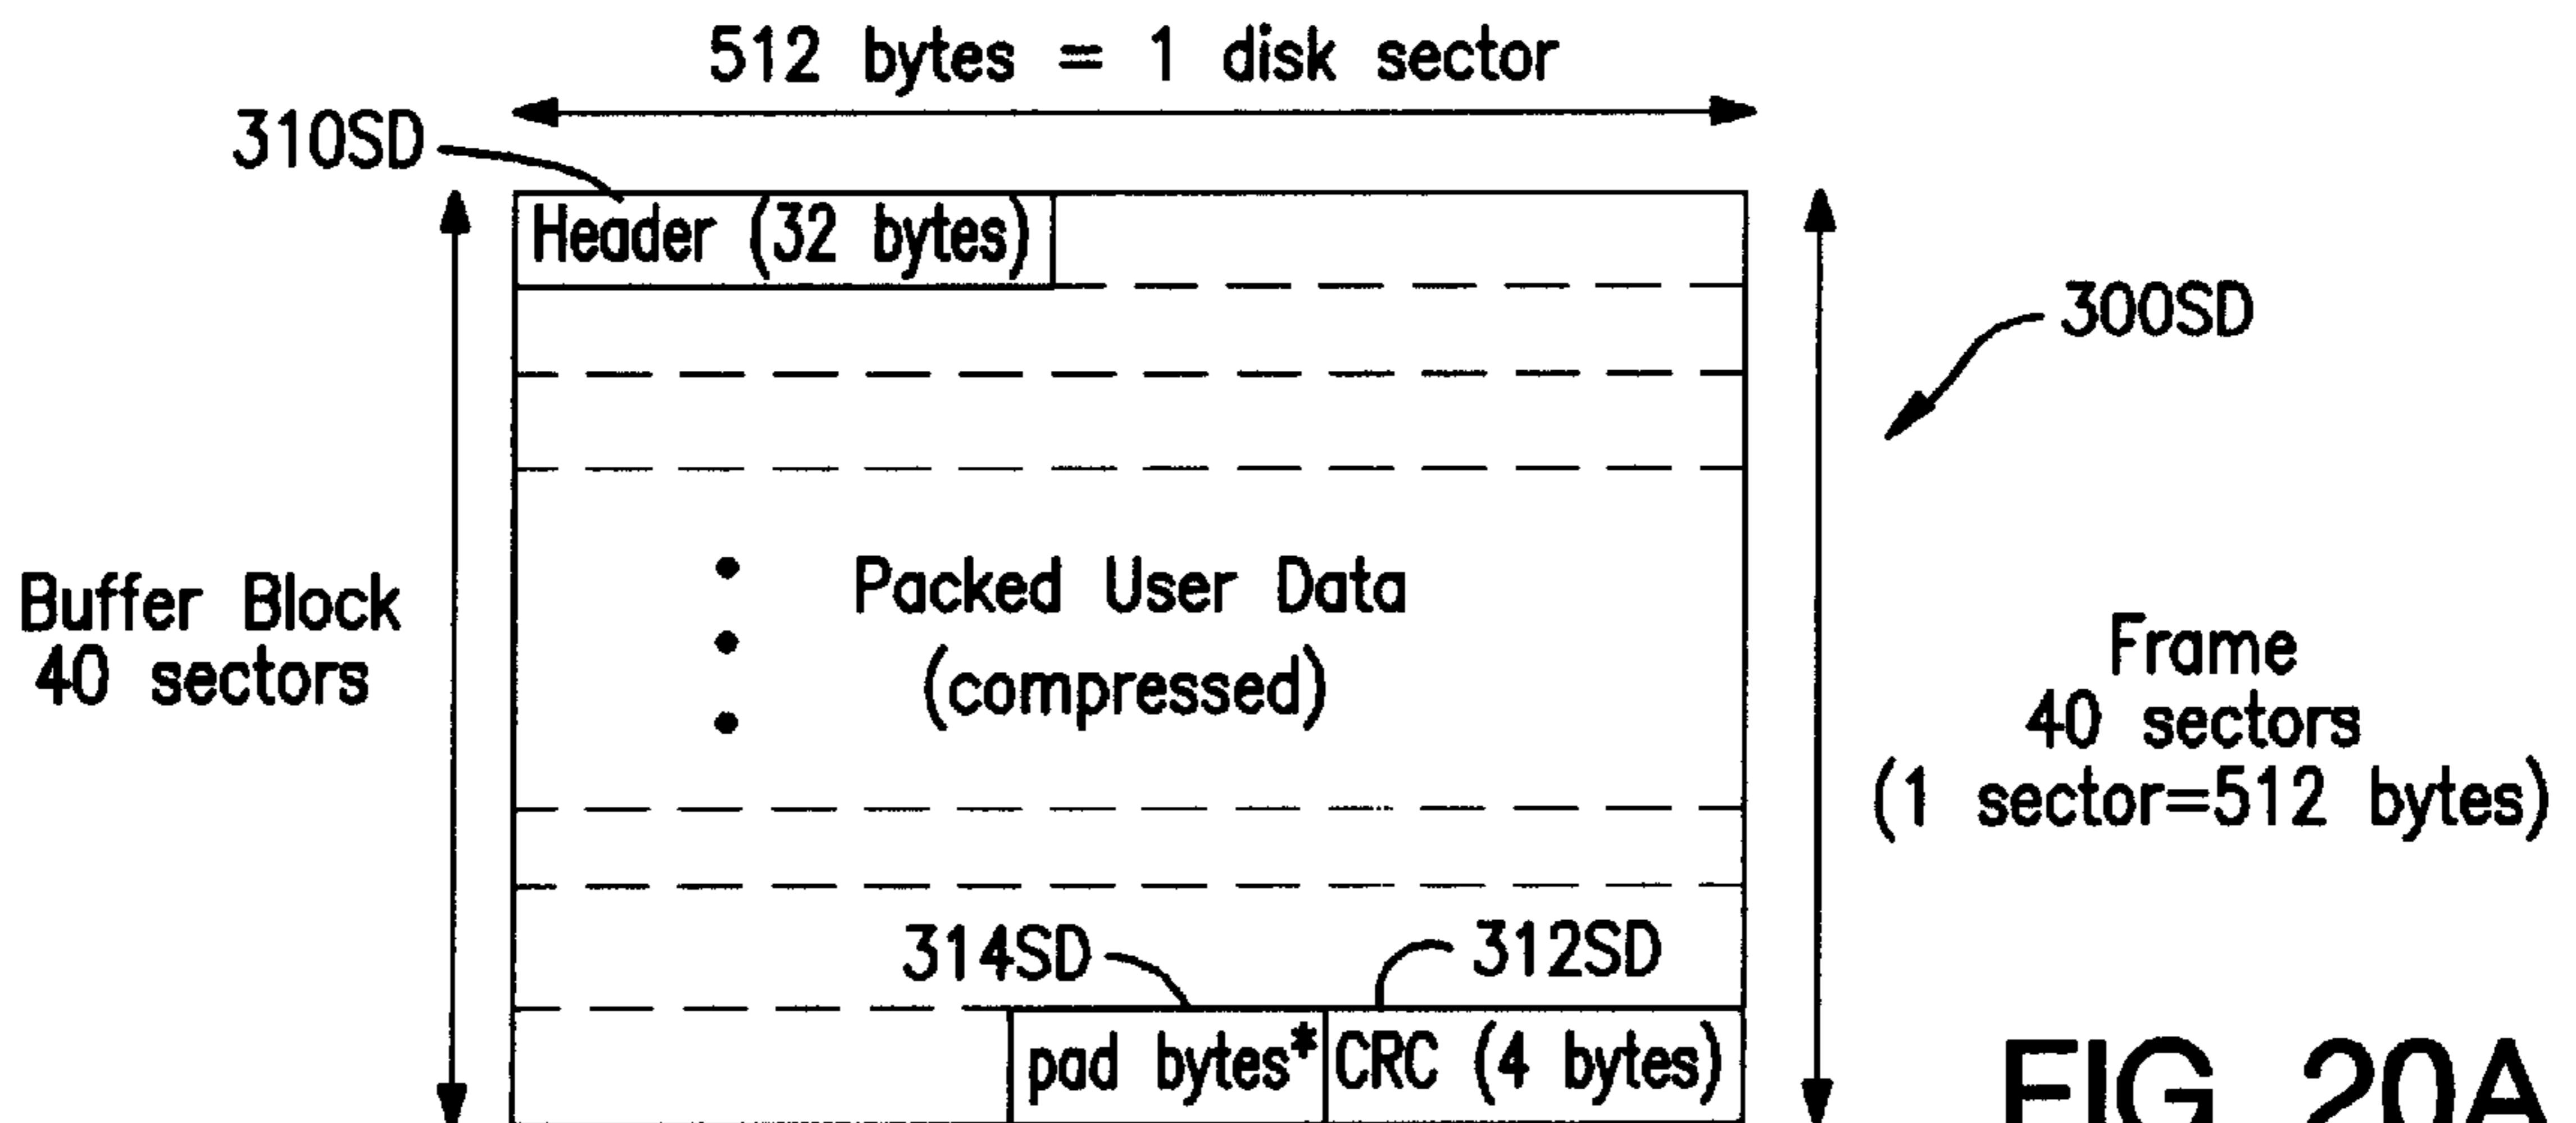 512 bytes = 1 disk sector
310SD
Header (32 bytes)
300SD
Buffer Block
40 sectors
Packed User Data
(compressed)
Frame
40 sectors
(1 sector=512 bytes)
314SD
312SD
pad bytes*
CRC (4 bytes)
FIG. 20A